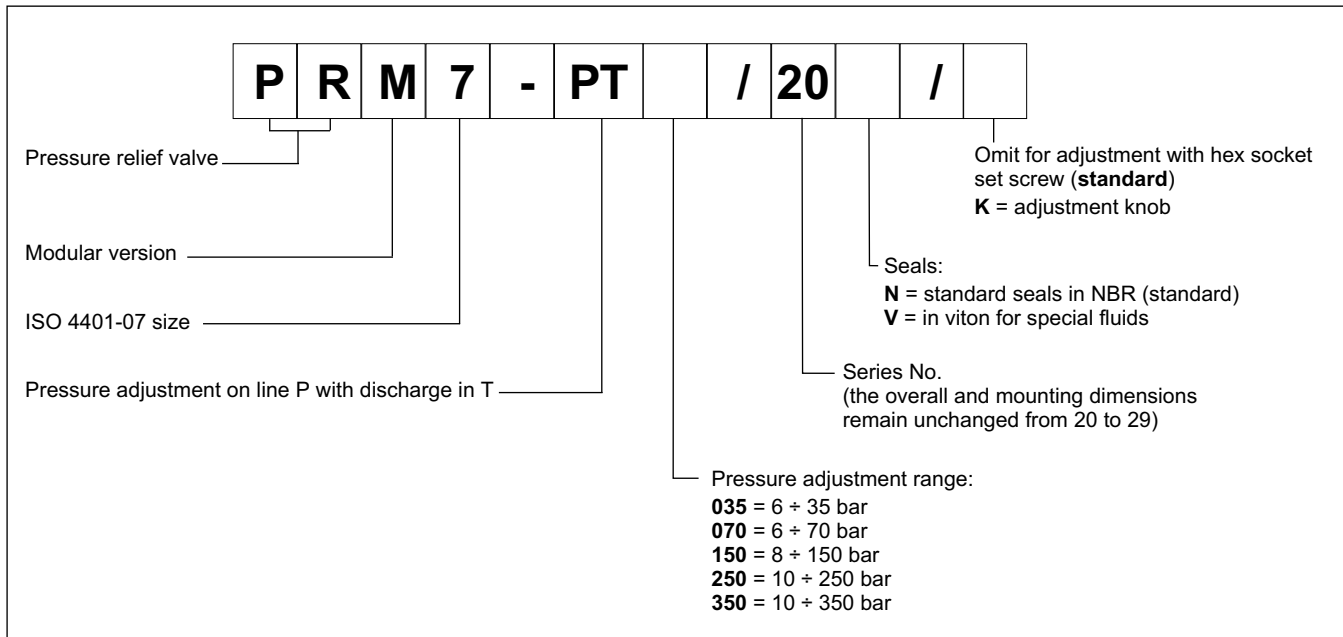 P R M 7 - PT / 20 /
Pressure relief valve
Modular version
ISO 4401-07 size
Pressure adjustment on line P with discharge in T
Omit for adjustment with hex socket
set screw (standard)
K = adjustment knob
Seals:
N = standard seals in NBR (standard)
V = in viton for special fluids
Series No.
(the overall and mounting dimensions
remain unchanged from 20 to 29)
Pressure adjustment range:
035 = 6 ÷ 35 bar
070 = 6 ÷ 70 bar
150 = 8 ÷ 150 bar
250 = 10 ÷ 250 bar
350 = 10 ÷ 350 bar